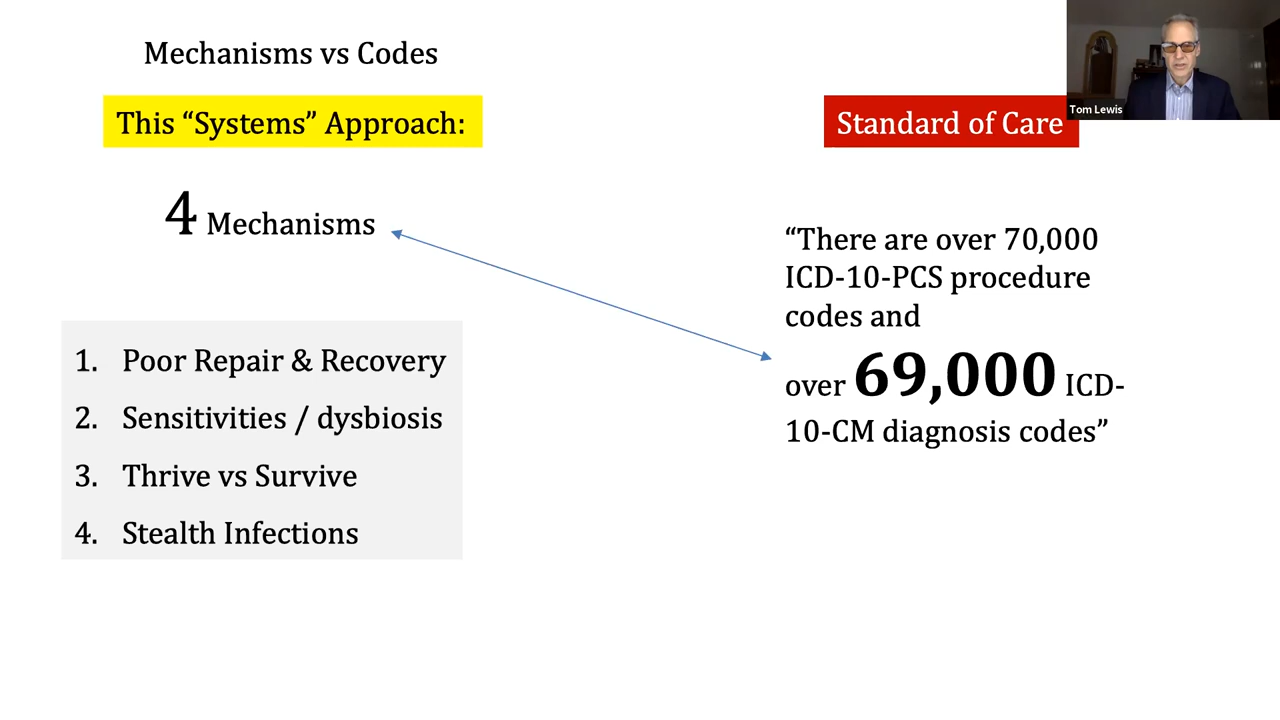 Mechanisms vs Codes
This “Systems” Approach:
4 Mechanisms
1. Poor Repair & Recovery
2. Sensitivities / dysbiosis
3. Thrive vs Survive
4. Stealth Infections
Standard of Care
“There are over 70,000
ICD-10-PCS procedure
codes and
over 69,000 ICD-
10-CM diagnosis codes”
Tom Lewis